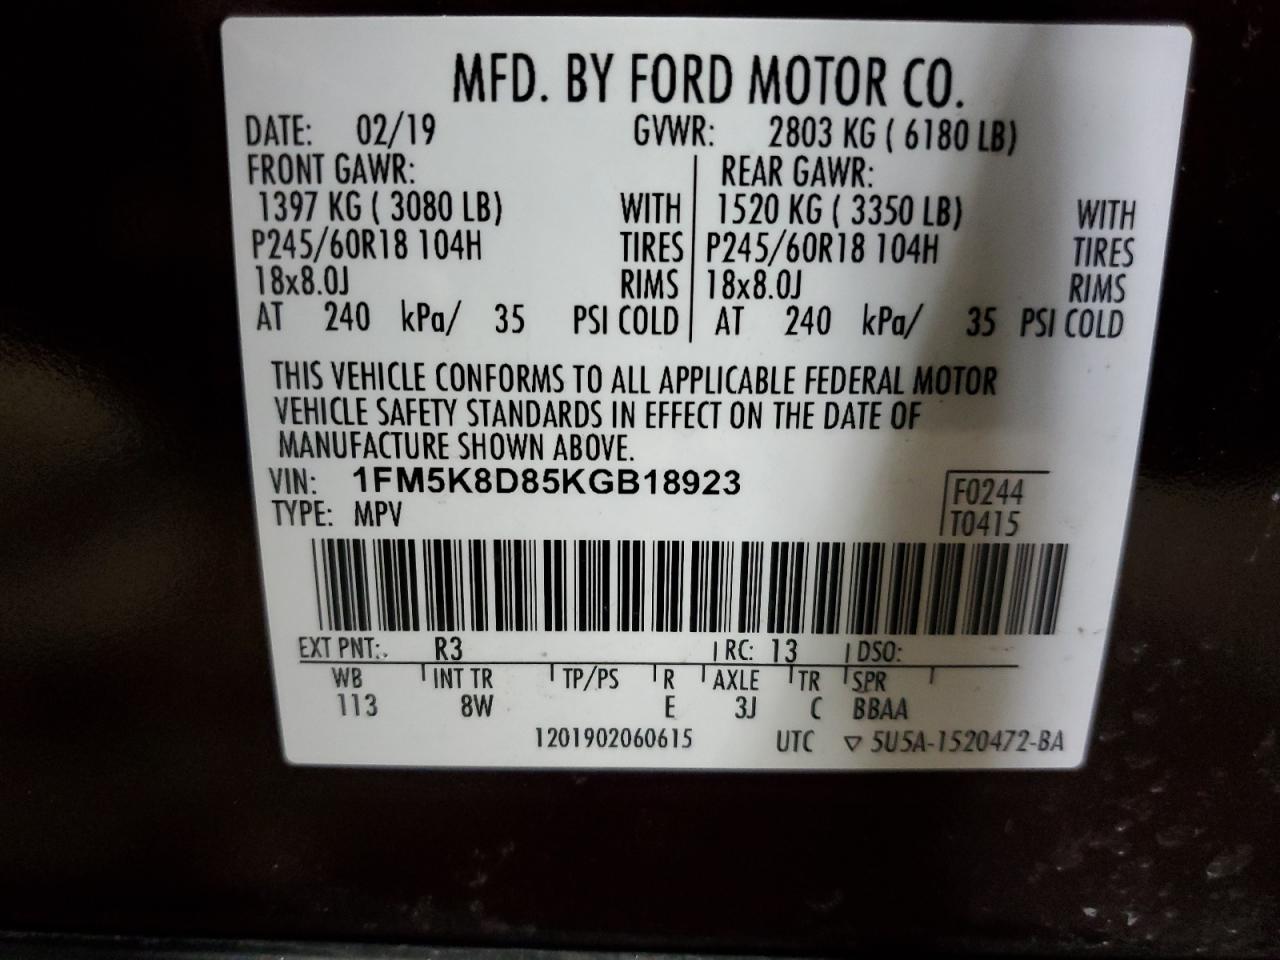 MFD. BY FORD MOTOR CO.
DATE: 02/19 GVWR: 2803 KG ( 6180 LB)
FRONT GAWR: REAR GAWR:
1397 KG ( 3080 LB) WITH 1520 KG ( 3350 LB) WITH
P245/60R18 104H TIRES P245/60R18 104H TIRES
18x8.0J RIMS 18x8.0J RIMS
AT 240 kPa/ 35 PSI COLD AT 240 kPa/ 35 PSI COLD
THIS VEHICLE CONFORMS TO ALL APPLICABLE FEDERAL MOTOR
VEHICLE SAFETY STANDARDS IN EFFECT ON THE DATE OF
MANUFACTURE SHOWN ABOVE.
VIN: 1FM5K8D85KGB18923 F0244
TYPE: MPV T0415
EXT PNT: R3 RC: 13 DSO:
WB INT TR TP/PS R AXLE TR SPR
113 8W E 3J C BBAA
1201902060615 UTC ▽ 5U5A-1520472-BA